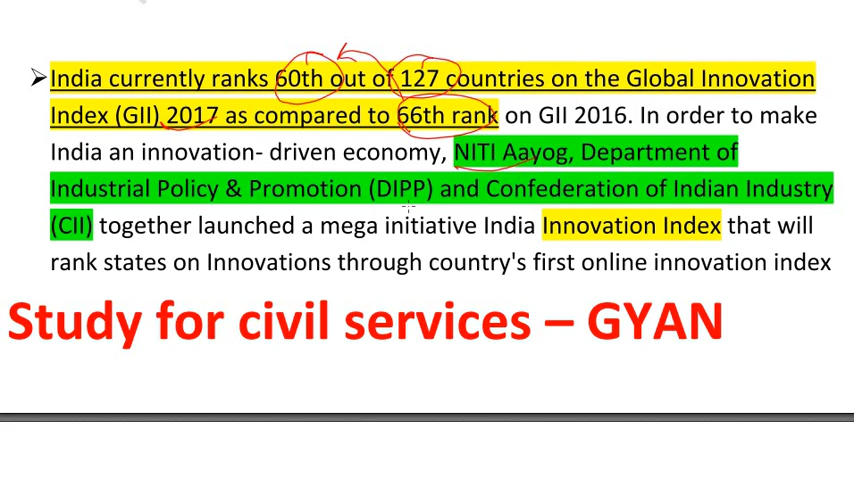 ➢India currently ranks 60th out of 127 countries on the Global Innovation
Index (GII) 2017 as compared to 66th rank on GII 2016. In order to make
India an innovation- driven economy, NITI Aayog, Department of
Industrial Policy & Promotion (DIPP) and Confederation of Indian Industry
(CII) together launched a mega initiative India Innovation Index that will
rank states on Innovations through country's first online innovation index
Study for civil services – GYAN